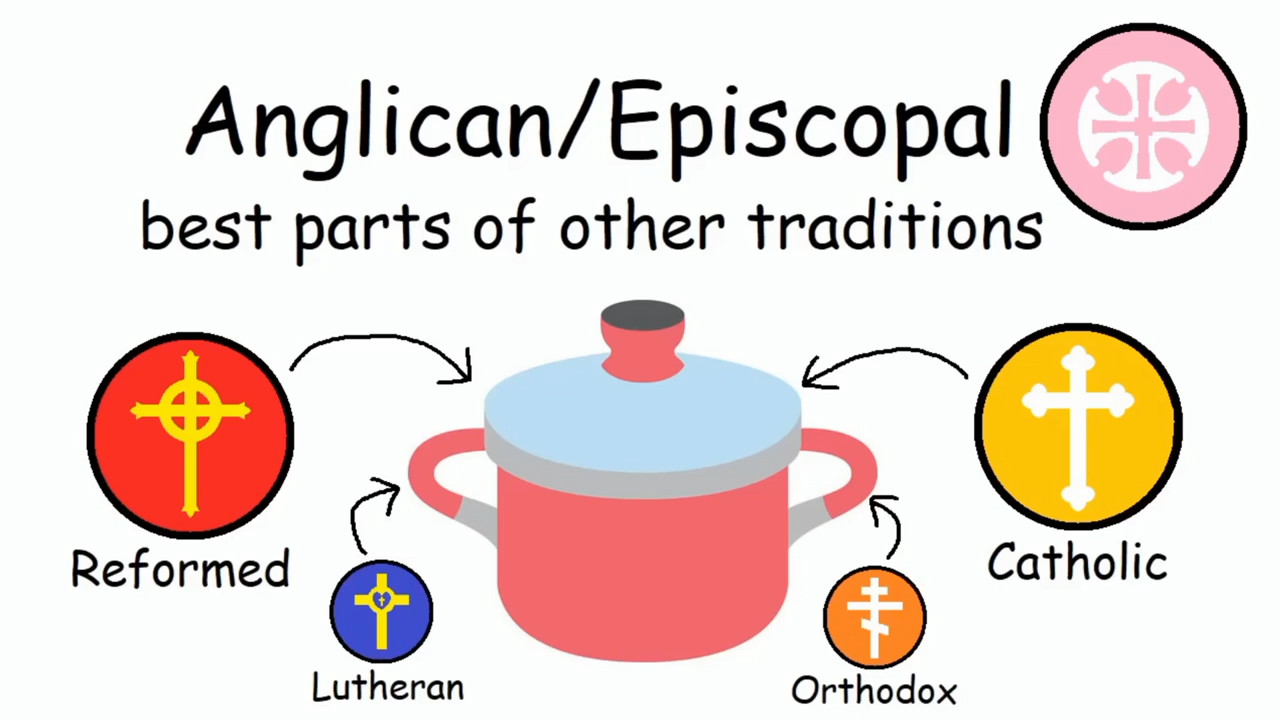 Anglican/Episcopal
best parts of other traditions
Reformed
Catholic
Lutheran
Orthodox